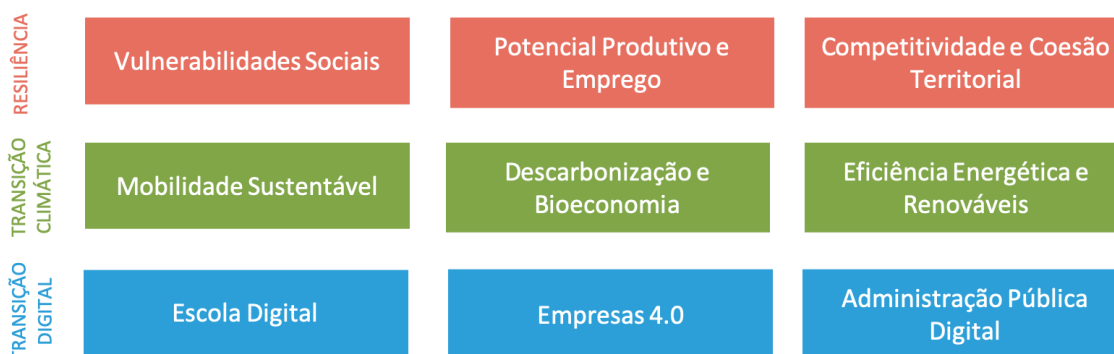 RESILIÊNCIA
Vulnerabilidades Sociais
Potencial Produtivo e
Emprego
Competitividade e Coesão
Territorial
TRANSIÇÃO
CLIMÁTICA
Mobilidade Sustentável
Descarbonização e
Bioeconomia
Eficiência Energética e
Renováveis
TRANSIÇÃO
DIGITAL
Escola Digital
Empresas 4.0
Administração Pública
Digital